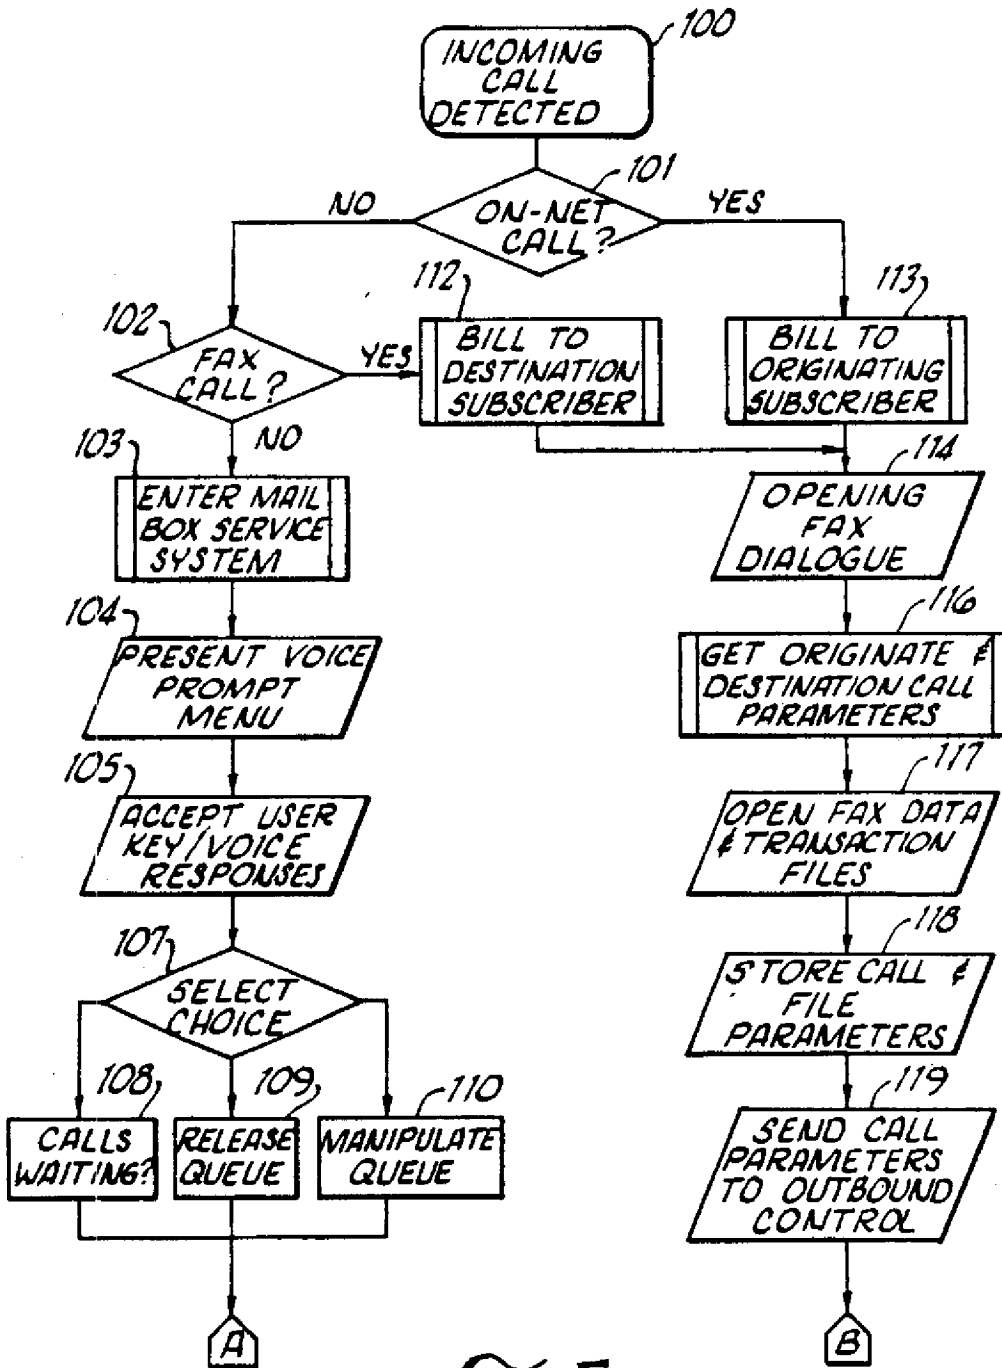 100
INCOMING
CALL
DETECTED
101
ON-NET
CALL?
NO
YES
102
FAX
CALL?
YES
NO
112
BILL TO
DESTINATION
SUBSCRIBER
113
BILL TO
ORIGINATING
SUBSCRIBER
103
ENTER MAIL
BOX SERVICE
SYSTEM
114
OPENING
FAX
DIALOGUE
104
PRESENT VOICE
PROMPT
MENU
116
GET ORIGINATE &
DESTINATION CALL
PARAMETERS
105
ACCEPT USER
KEY/VOICE
RESPONSES
117
OPEN FAX DATA
& TRANSACTION
FILES
107
SELECT
CHOICE
118
STORE CALL &
FILE
PARAMETERS
108
CALLS
WAITING?
109
RELEASE
QUEUE
110
MANIPULATE
QUEUE
119
SEND CALL
PARAMETERS
TO OUTBOUND
CONTROL
A
B